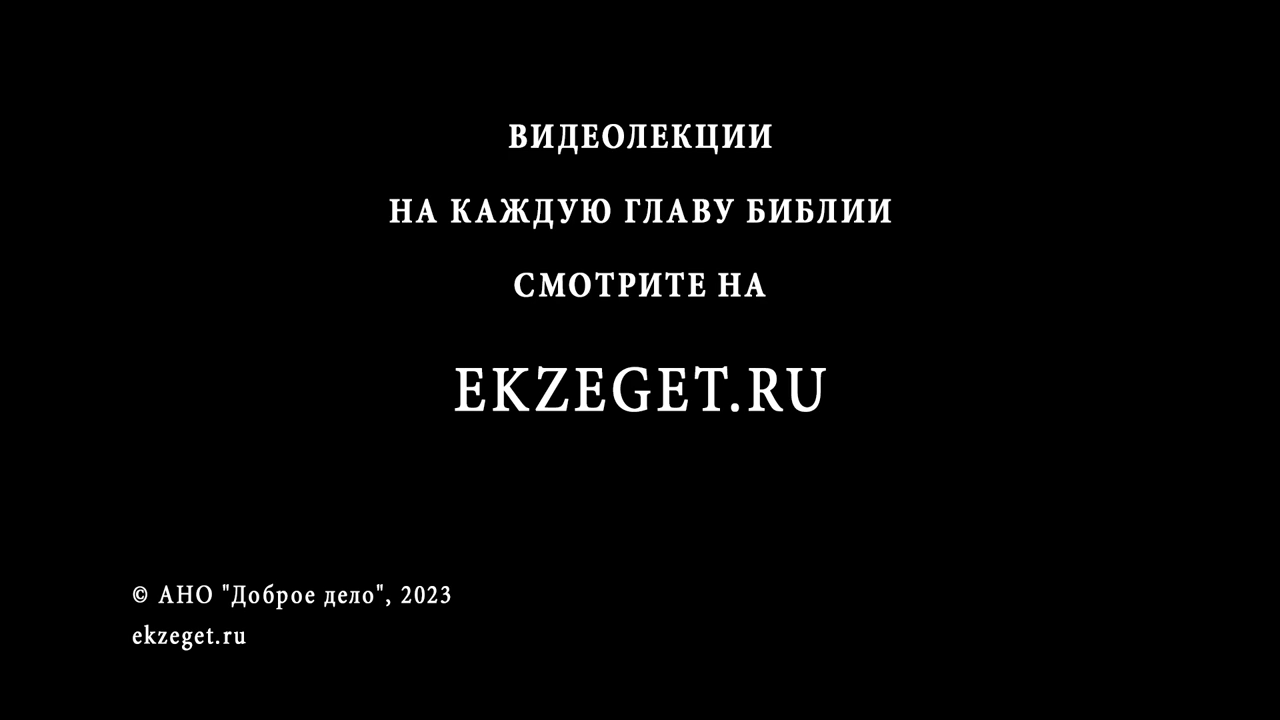 ВИДЕОЛЕКЦИИ
НА КАЖДУЮ ГЛАВУ БИБЛИИ
СМОТРИТЕ НА
EKZEGET.RU
© АНО "Доброе дело", 2023
ekzeget.ru